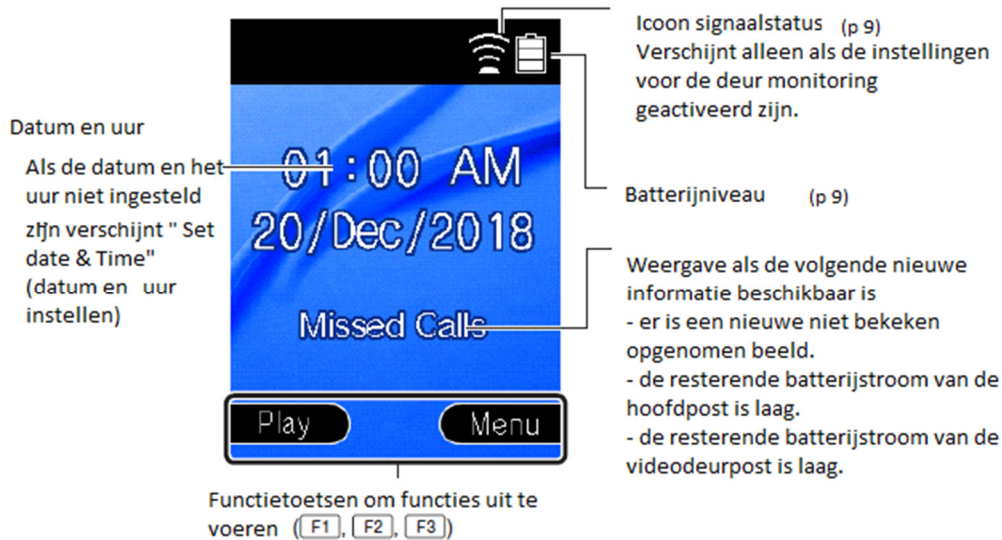 Icoon signaalstatus (p 9)
Verschijnt alleen als de instellingen
voor de deur monitoring
geactiveerd zijn.
Datum en uur
Als de datum en het
uur niet ingesteld
zijn verschijnt " Set
date & Time"
(datum en uur
instellen)
01:00 AM
20/Dec/2018
Missed Calls
Play
Menu
Batterijniveau (p 9)
Weergave als de volgende nieuwe
informatie beschikbaar is
- er is een nieuwe niet bekeken
opgenomen beeld.
- de resterende batterijstroom van de
hoofdpost is laag.
- de resterende batterijstroom van de
videodeurpost is laag.
Functietoetsen om functies uit te
voeren (F1, F2, F3)